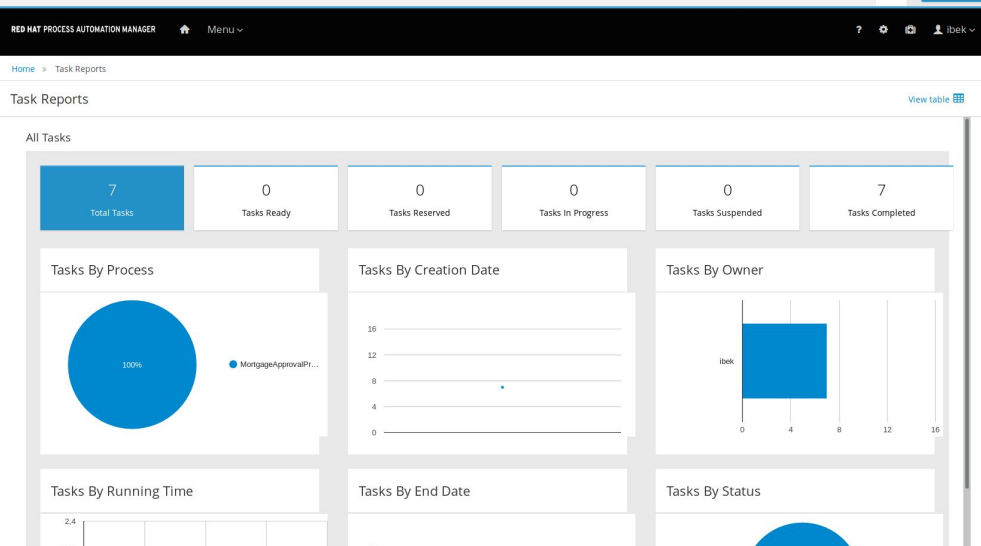 RED HAT PROCESS AUTOMATION MANAGER Menu ? ibek
Home » Task Reports
Task Reports View table
All Tasks
7 0 0 0 0 7
Total Tasks Tasks Ready Tasks Reserved Tasks In Progress Tasks Suspended Tasks Completed
Tasks By Process
100%
MortgageApprovalPr...
Tasks By Creation Date
16
12
8
4
0
Tasks By Owner
ibek
0 4 8 12 16
Tasks By Running Time
2,4
Tasks By End Date
Tasks By Status